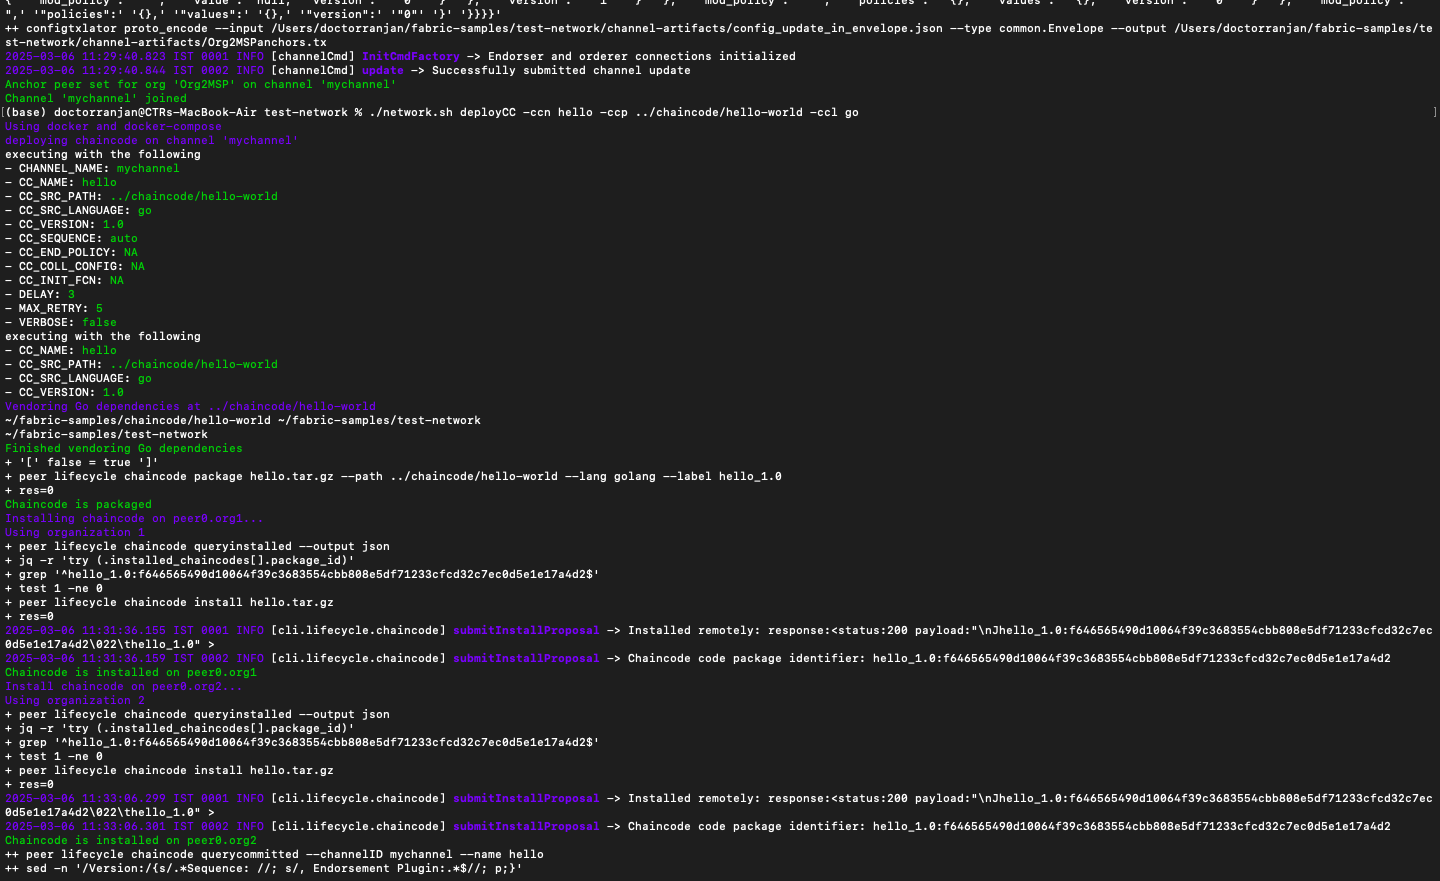 ", '"policies":' '{},' '"values":' '{},' '"version":' '"0"' '}' '}}}}'
++ configtxlator proto_encode --input /Users/doctorranjan/fabric-samples/test-network/channel-artifacts/config_update_in_envelope.json --type common.Envelope --output /Users/doctorranjan/fabric-samples/te
st-network/channel-artifacts/Org2MSPanchors.tx
2025-03-06 11:29:40.823 IST 0001 INFO [channelCmd] InitCmdFactory -> Endorser and orderer connections initialized
2025-03-06 11:29:40.844 IST 0002 INFO [channelCmd] update -> Successfully submitted channel update
Anchor peer set for org 'Org2MSP' on channel 'mychannel'
Channel 'mychannel' joined
[(base) doctorranjan@CTRs-MacBook-Air test-network % ./network.sh deployCC -ccn hello -ccp ../chaincode/hello-world -ccl go ]
Using docker and docker-compose
deploying chaincode on channel 'mychannel'
executing with the following
- CHANNEL_NAME: mychannel
- CC_NAME: hello
- CC_SRC_PATH: ../chaincode/hello-world
- CC_SRC_LANGUAGE: go
- CC_VERSION: 1.0
- CC_SEQUENCE: auto
- CC_END_POLICY: NA
- CC_COLL_CONFIG: NA
- CC_INIT_FCN: NA
- DELAY: 3
- MAX_RETRY: 5
- VERBOSE: false
executing with the following
- CC_NAME: hello
- CC_SRC_PATH: ../chaincode/hello-world
- CC_SRC_LANGUAGE: go
- CC_VERSION: 1.0
Vendoring Go dependencies at ../chaincode/hello-world
~/fabric-samples/chaincode/hello-world ~/fabric-samples/test-network
~/fabric-samples/test-network
Finished vendoring Go dependencies
+ '[' false = true ']'
+ peer lifecycle chaincode package hello.tar.gz --path ../chaincode/hello-world --lang golang --label hello_1.0
+ res=0
Chaincode is packaged
Installing chaincode on peer0.org1...
Using organization 1
+ peer lifecycle chaincode queryinstalled --output json
+ jq -r 'try (.installed_chaincodes[].package_id)'
+ grep '^hello_1.0:f646565490d10064f39c3683554cbb808e5df71233cfcd32c7ec0d5e1e17a4d2$'
+ test 1 -ne 0
+ peer lifecycle chaincode install hello.tar.gz
+ res=0
2025-03-06 11:31:36.155 IST 0001 INFO [cli.lifecycle.chaincode] submitInstallProposal -> Installed remotely: response:<status:200 payload:"\nJhello_1.0:f646565490d10064f39c3683554cbb808e5df71233cfcd32c7ec
0d5e1e17a4d2\022\thello_1.0" >
2025-03-06 11:31:36.159 IST 0002 INFO [cli.lifecycle.chaincode] submitInstallProposal -> Chaincode code package identifier: hello_1.0:f646565490d10064f39c3683554cbb808e5df71233cfcd32c7ec0d5e1e17a4d2
Chaincode is installed on peer0.org1
Install chaincode on peer0.org2...
Using organization 2
+ peer lifecycle chaincode queryinstalled --output json
+ jq -r 'try (.installed_chaincodes[].package_id)'
+ grep '^hello_1.0:f646565490d10064f39c3683554cbb808e5df71233cfcd32c7ec0d5e1e17a4d2$'
+ test 1 -ne 0
+ peer lifecycle chaincode install hello.tar.gz
+ res=0
2025-03-06 11:33:06.299 IST 0001 INFO [cli.lifecycle.chaincode] submitInstallProposal -> Installed remotely: response:<status:200 payload:"\nJhello_1.0:f646565490d10064f39c3683554cbb808e5df71233cfcd32c7ec
0d5e1e17a4d2\022\thello_1.0" >
2025-03-06 11:33:06.301 IST 0002 INFO [cli.lifecycle.chaincode] submitInstallProposal -> Chaincode code package identifier: hello_1.0:f646565490d10064f39c3683554cbb808e5df71233cfcd32c7ec0d5e1e17a4d2
Chaincode is installed on peer0.org2
++ peer lifecycle chaincode querycommitted --channelID mychannel --name hello
++ sed -n '/Version:/{s/.*Sequence: //; s/, Endorsement Plugin:.*$//; p;}'